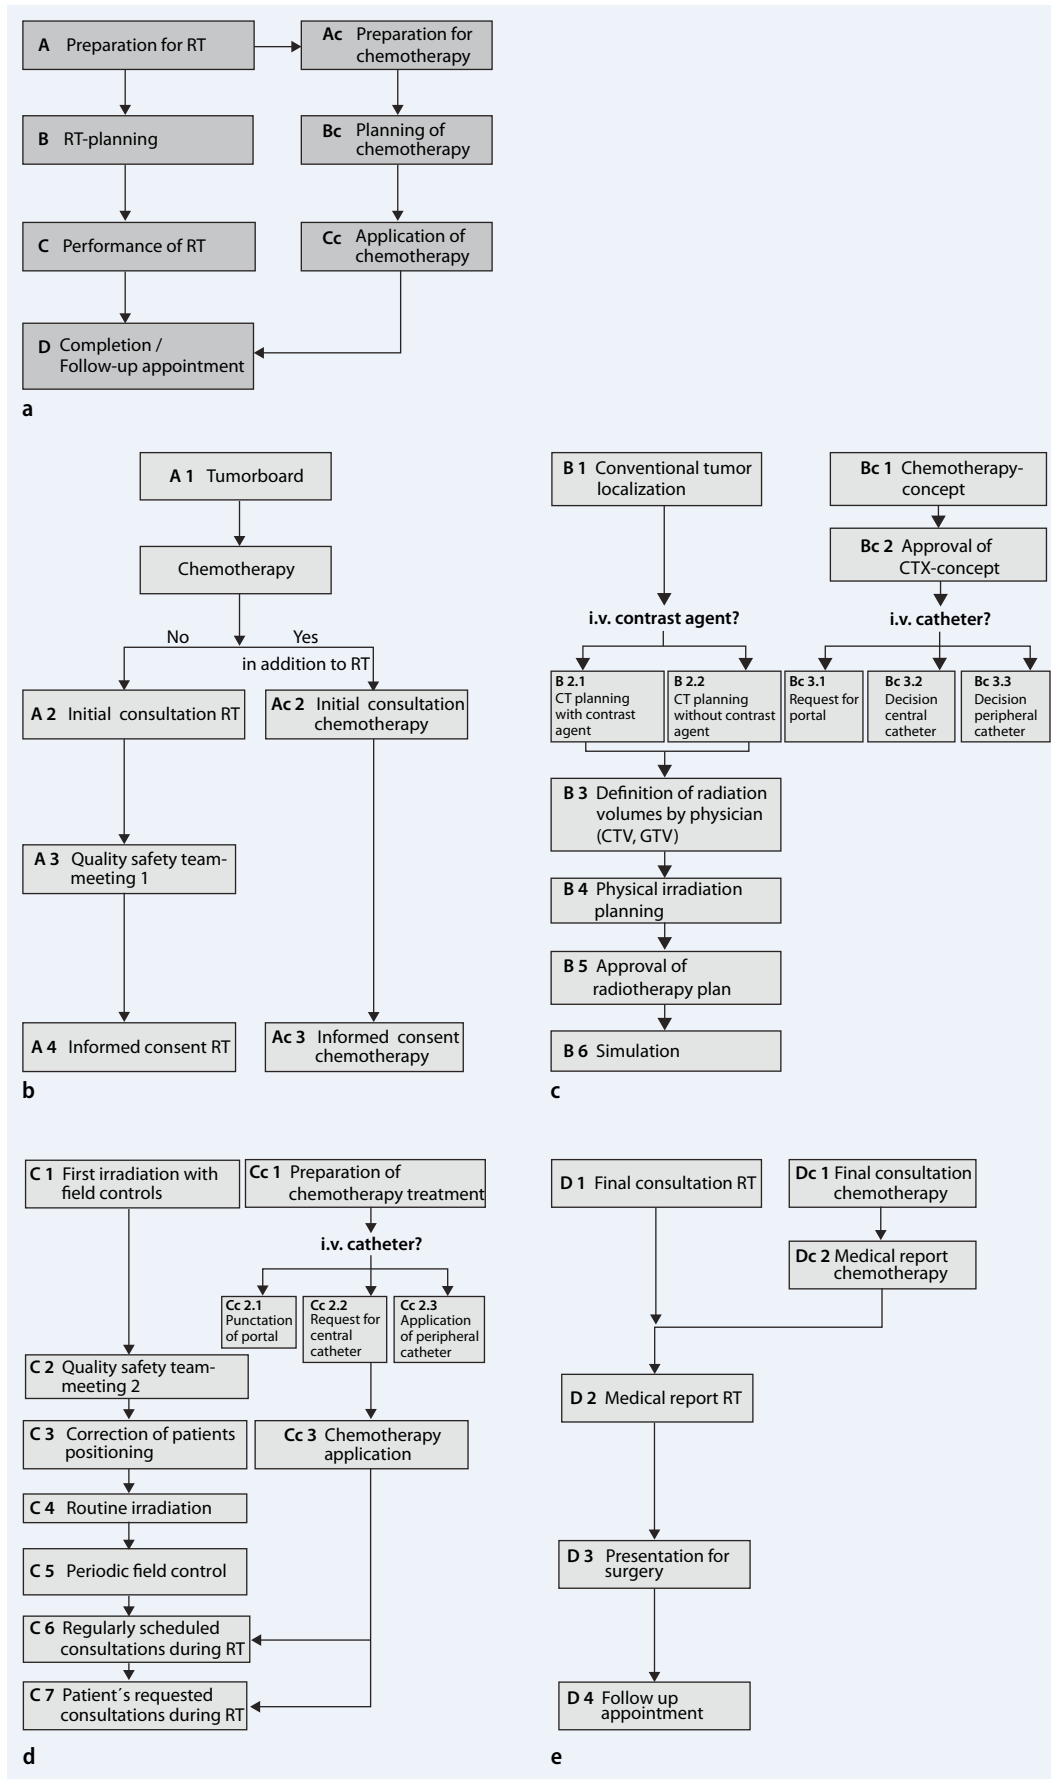 A Preparation for RT
Ac Preparation for
chemotherapy
B RT-planning
Bc Planning of
chemotherapy
C Performance of RT
Cc Application of
chemotherapy
D Completion /
Follow-up appointment
a
A 1 Tumorboard
Chemotherapy
No
Yes
in addition to RT
A 2 Initial consultation RT
Ac 2 Initial consultation
chemotherapy
A 3 Quality safety team-
meeting 1
A 4 Informed consent RT
Ac 3 Informed consent
chemotherapy
b
B 1 Conventional tumor
localization
Bc 1 Chemotherapy-
concept
Bc 2 Approval of
CTX-concept
i.v. contrast agent?
i.v. catheter?
B 2.1
CT planning
with contrast
agent
B 2.2
CT planning
without contrast
agent
Bc 3.1
Request for
portal
Bc 3.2
Decision
central
catheter
Bc 3.3
Decision
peripheral
catheter
B 3 Definition of radiation
volumes by physician
(CTV, GTV)
B 4 Physical irradiation
planning
B 5 Approval of
radiotherapy plan
B 6 Simulation
c
C 1 First irradiation with
field controls
Cc 1 Preparation of
chemotherapy treatment
i.v. catheter?
Cc 2.1
Punctation
of portal
Cc 2.2
Request for
central
catheter
Cc 2.3
Application
of peripheral
catheter
C 2 Quality safety team-
meeting 2
C 3 Correction of patients
positioning
Cc 3 Chemotherapy
application
C 4 Routine irradiation
C 5 Periodic field control
C 6 Regularly scheduled
consultations during RT
C 7 Patient´s requested
consultations during RT
d
D 1 Final consultation RT
Dc 1 Final consultation
chemotherapy
Dc 2 Medical report
chemotherapy
D 2 Medical report RT
D 3 Presentation for
surgery
D 4 Follow up
appointment
e